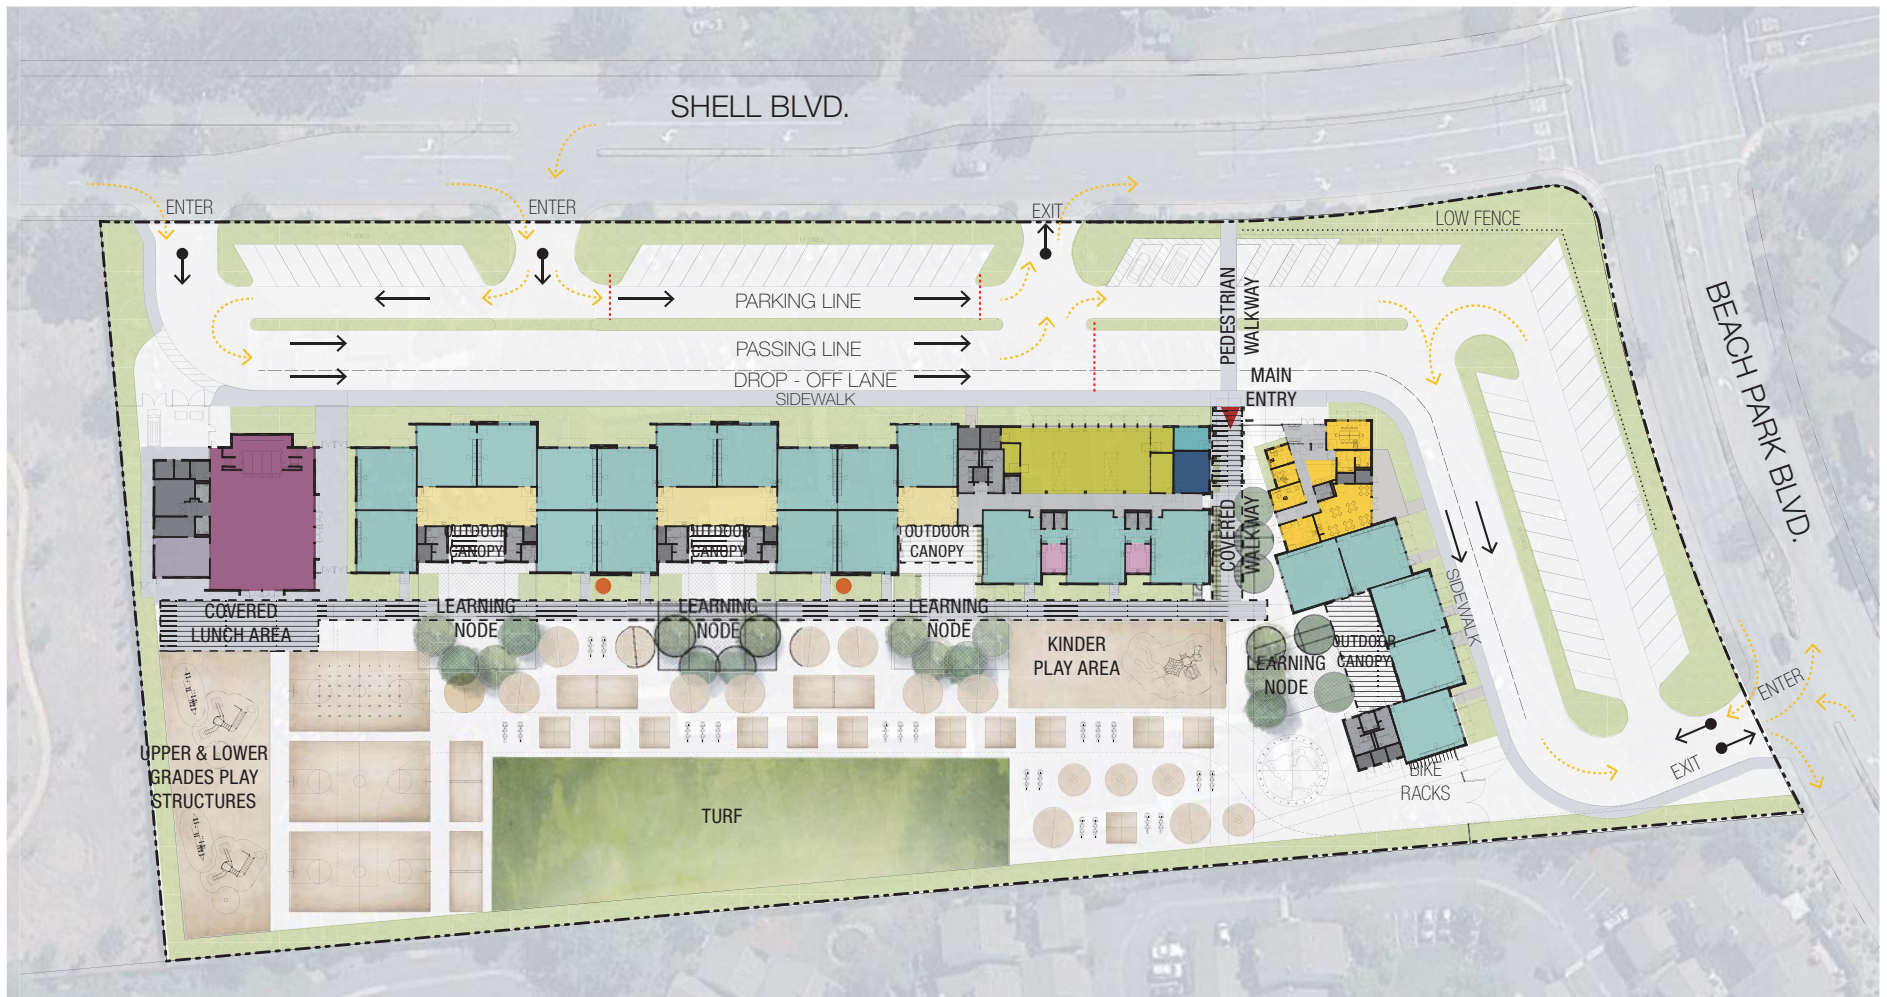 SHELL BLVD.
ENTER
ENTER
EXIT
LOW FENCE
PARKING LINE
PASSING LINE
DROP - OFF LANE
SIDEWALK
PEDESTRIAN
WALKWAY
MAIN
ENTRY
BEACH PARK BLVD.
OUTDOOR
CANOPY
OUTDOOR
CANOPY
OUTDOOR
CANOPY
COVERED
WALKWAY
SIDEWALK
COVERED
LUNCH AREA
LEARNING
NODE
LEARNING
NODE
LEARNING
NODE
KINDER
PLAY AREA
LEARNING
NODE
OUTDOOR
CANOPY
ENTER
EXIT
UPPER & LOWER
GRADES PLAY
STRUCTURES
TURF
BIKE
RACKS